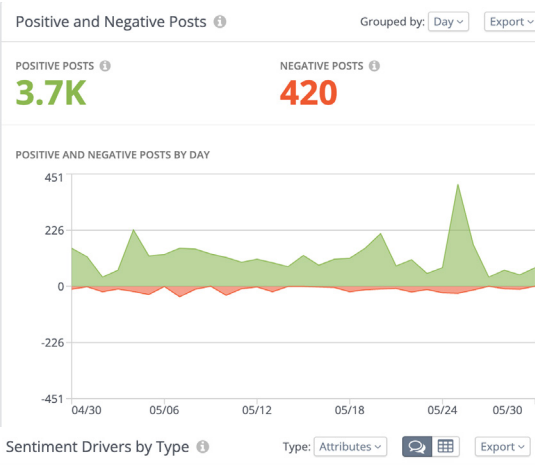 Positive and Negative Posts Grouped by: Day Export
POSITIVE POSTS NEGATIVE POSTS
3.7K 420
POSITIVE AND NEGATIVE POSTS BY DAY
451
226
0
-226
-451
04/30 05/06 05/12 05/18 05/24 05/30
Sentiment Drivers by Type Type: Attributes Export